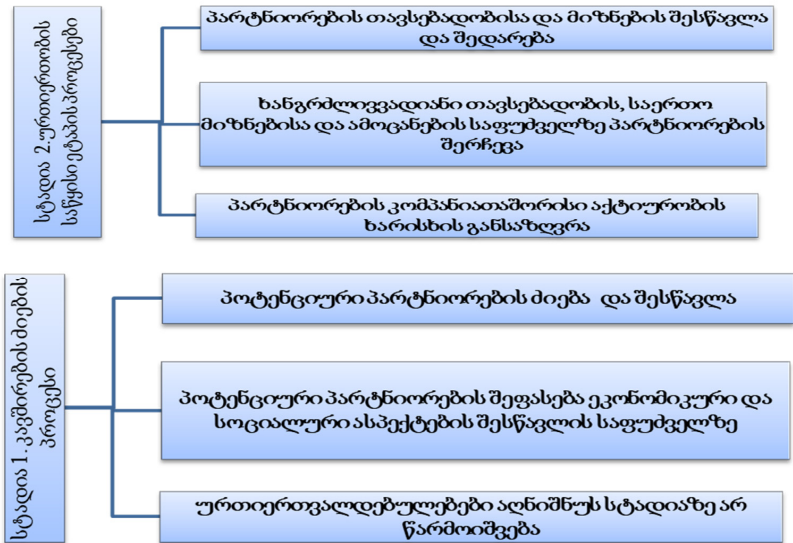 სტადია 2.ურთიერთობის
საწყისი ეტაპის პროცესები
პარტნიორების თავსებადობისა და მიზნების შესწავლა
და შედარება
ხანგრძლივვადიანი თავსებადობის, საერთო
მიზნებისა და ამოცანების საფუძველზე პარტნიორების
შერჩევა
პარტნიორების კომპანიათაშორისი აქტიურობის
ხარისხის განსაზღვრა
სტადია 1. კავშირების ძიების
პროცესი
პოტენციური პარტნიორების ძიება და შესწავლა
პოტენციური პარტნიორების შეფასება ეკონომიკური და
სოციალური ასპექტების შესწავლის საფუძველზე
ურთიერთვალდებულებები აღნიშნუს სტადიაზე არ
წარმოიშვება